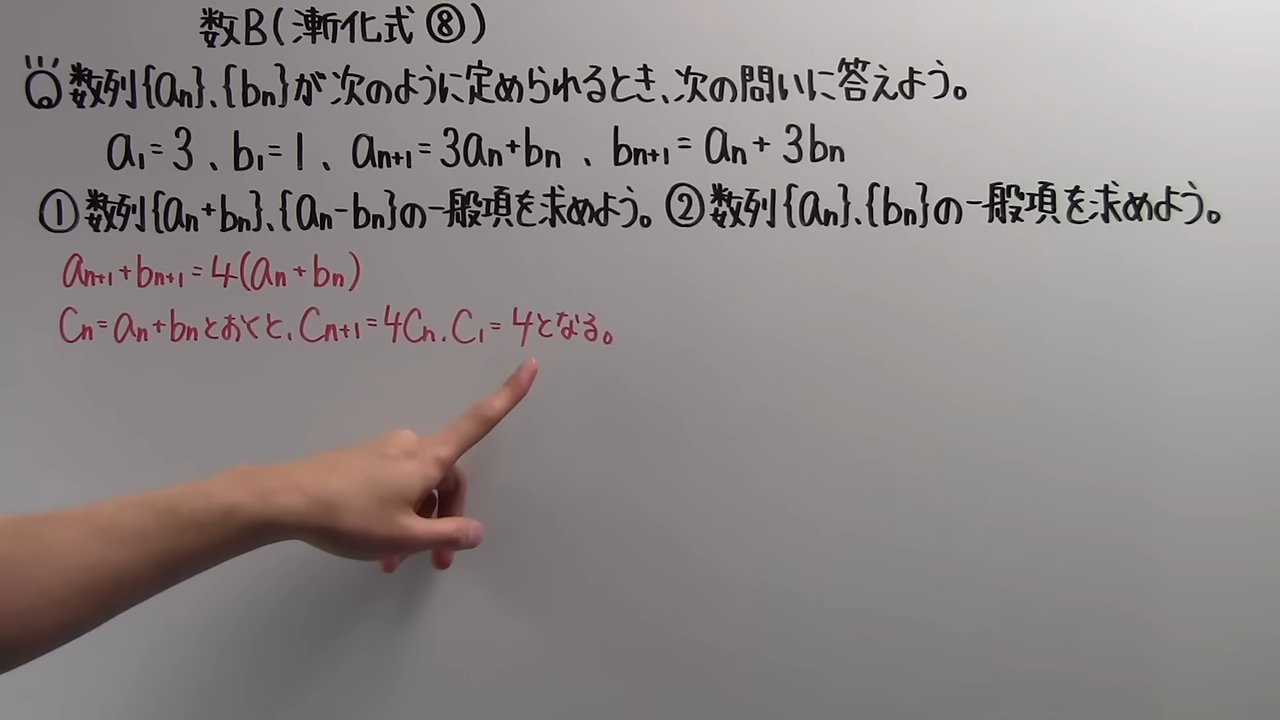 数B(漸化式⑧)
数列{an}、{bn}が次のように定められるとき、次の問いに答えよう。
a1=3、b1=1、an+1=3an+bn、bn+1=an+3bn
①数列{an+bn}、{an-bn}の一般項を求めよう。②数列{an}、{bn}の一般項を求めよう。
an+1+bn+1=4(an+bn)
Cn=an+bnとおくと、Cn+1=4Cn、C1=4となる。